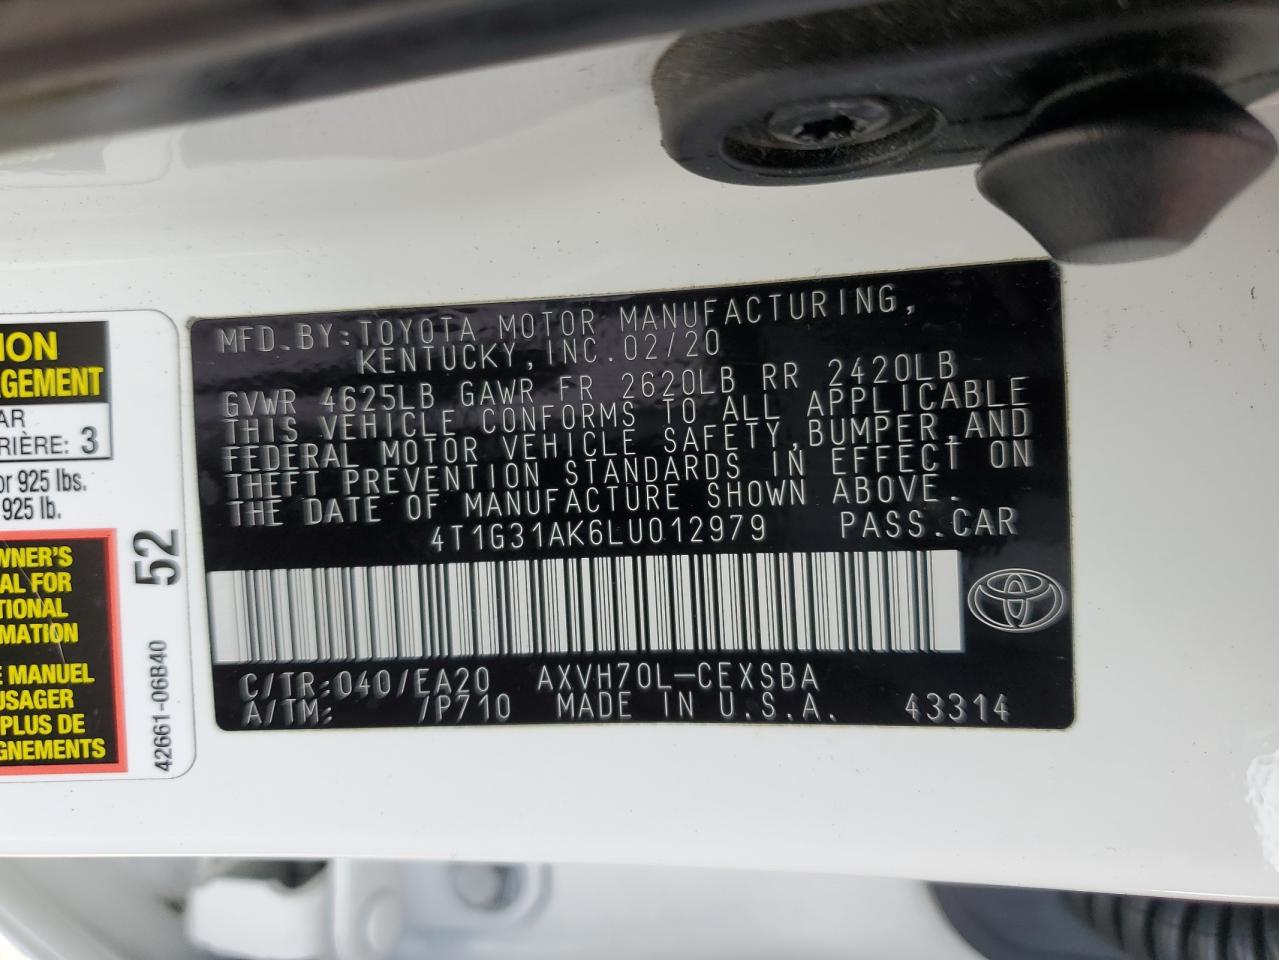 ION
GEMENT
AR
RIÈRE: 3
or 925 lbs.
925 lb.
WNER'S
AL FOR
TIONAL
MATION
E MANUEL
USAGER
PLUS DE
GNEMENTS
52
42661-06B40
MFD.BY:TOYOTA MOTOR MANUFACTURING,
KENTUCKY,INC.02/20
GVWR 4625LB GAWR FR 2620LB RR 2420LB
THIS VEHICLE CONFORMS TO ALL APPLICABLE
FEDERAL MOTOR VEHICLE SAFETY,BUMPER,AND
THEFT PREVENTION STANDARDS IN EFFECT ON
THE DATE OF MANUFACTURE SHOWN ABOVE.
4T1G31AK6LU012979 PASS.CAR
C/TR:040/EA20 AXVH70L-CEXSBA
A/TM: /P710 MADE IN U.S.A. 43314